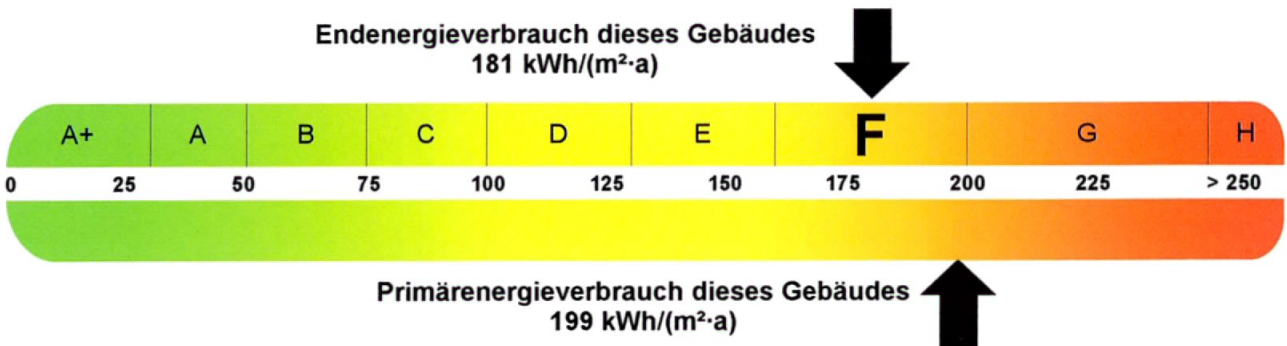 Endenergieverbrauch dieses Gebäudes
181 kWh/(m²·a)
A+ A B C D E F G H
0 25 50 75 100 125 150 175 200 225 > 250
Primärenergieverbrauch dieses Gebäudes
199 kWh/(m²·a)